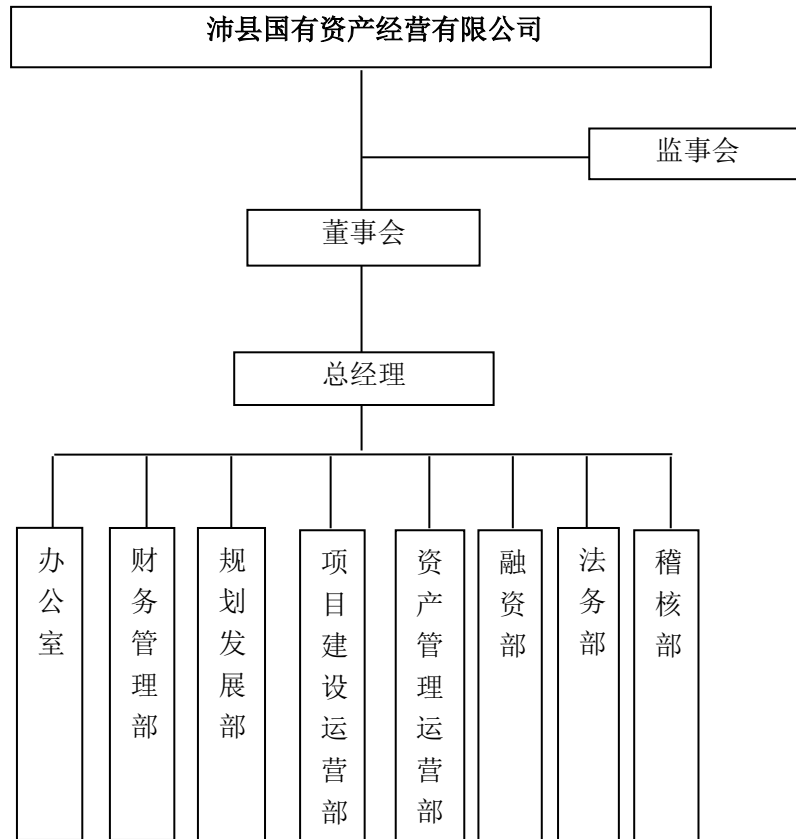 沛县国有资产经营有限公司
监事会
董事会
总经理
办公室
财务管理部
规划发展部
项目建设运营部
资产管理运营部
融资部
法务部
稽核部